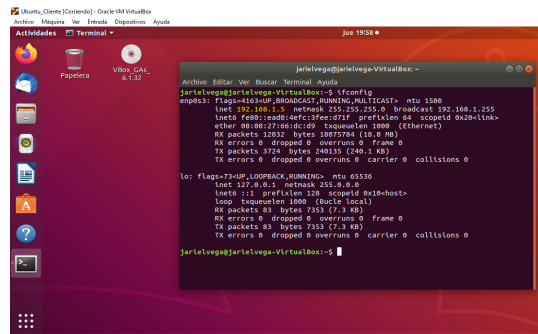 Ubuntu_Cliente [Corriendo] - Oracle VM VirtualBox
Archivo Máquina Ver Entrada Dispositivos Ayuda
Actividades Terminal jue 19:58
Papelera
VBox_GAs_
6.1.32
jarielvega@jarielvega-VirtualBox: ~
Archivo Editar Ver Buscar Terminal Ayuda
jarielvega@jarielvega-VirtualBox:~$ ifconfig
enp0s3: flags=4163<UP,BROADCAST,RUNNING,MULTICAST> mtu 1500
inet 192.168.1.5 netmask 255.255.255.0 broadcast 192.168.1.255
inet6 fe80::ead0:4efc:3fee:d71f prefixlen 64 scopeid 0x20<link>
ether 08:00:27:66:dc:d9 txqueuelen 1000 (Ethernet)
RX packets 12032 bytes 18075784 (18.0 MB)
RX errors 0 dropped 0 overruns 0 frame 0
TX packets 3724 bytes 240135 (240.1 KB)
TX errors 0 dropped 0 overruns 0 carrier 0 collisions 0
lo: flags=73<UP,LOOPBACK,RUNNING> mtu 65536
inet 127.0.0.1 netmask 255.0.0.0
inet6 ::1 prefixlen 128 scopeid 0x10<host>
loop txqueuelen 1000 (Bucle local)
RX packets 83 bytes 7353 (7.3 KB)
RX errors 0 dropped 0 overruns 0 frame 0
TX packets 83 bytes 7353 (7.3 KB)
TX errors 0 dropped 0 overruns 0 carrier 0 collisions 0
jarielvega@jarielvega-VirtualBox:~$